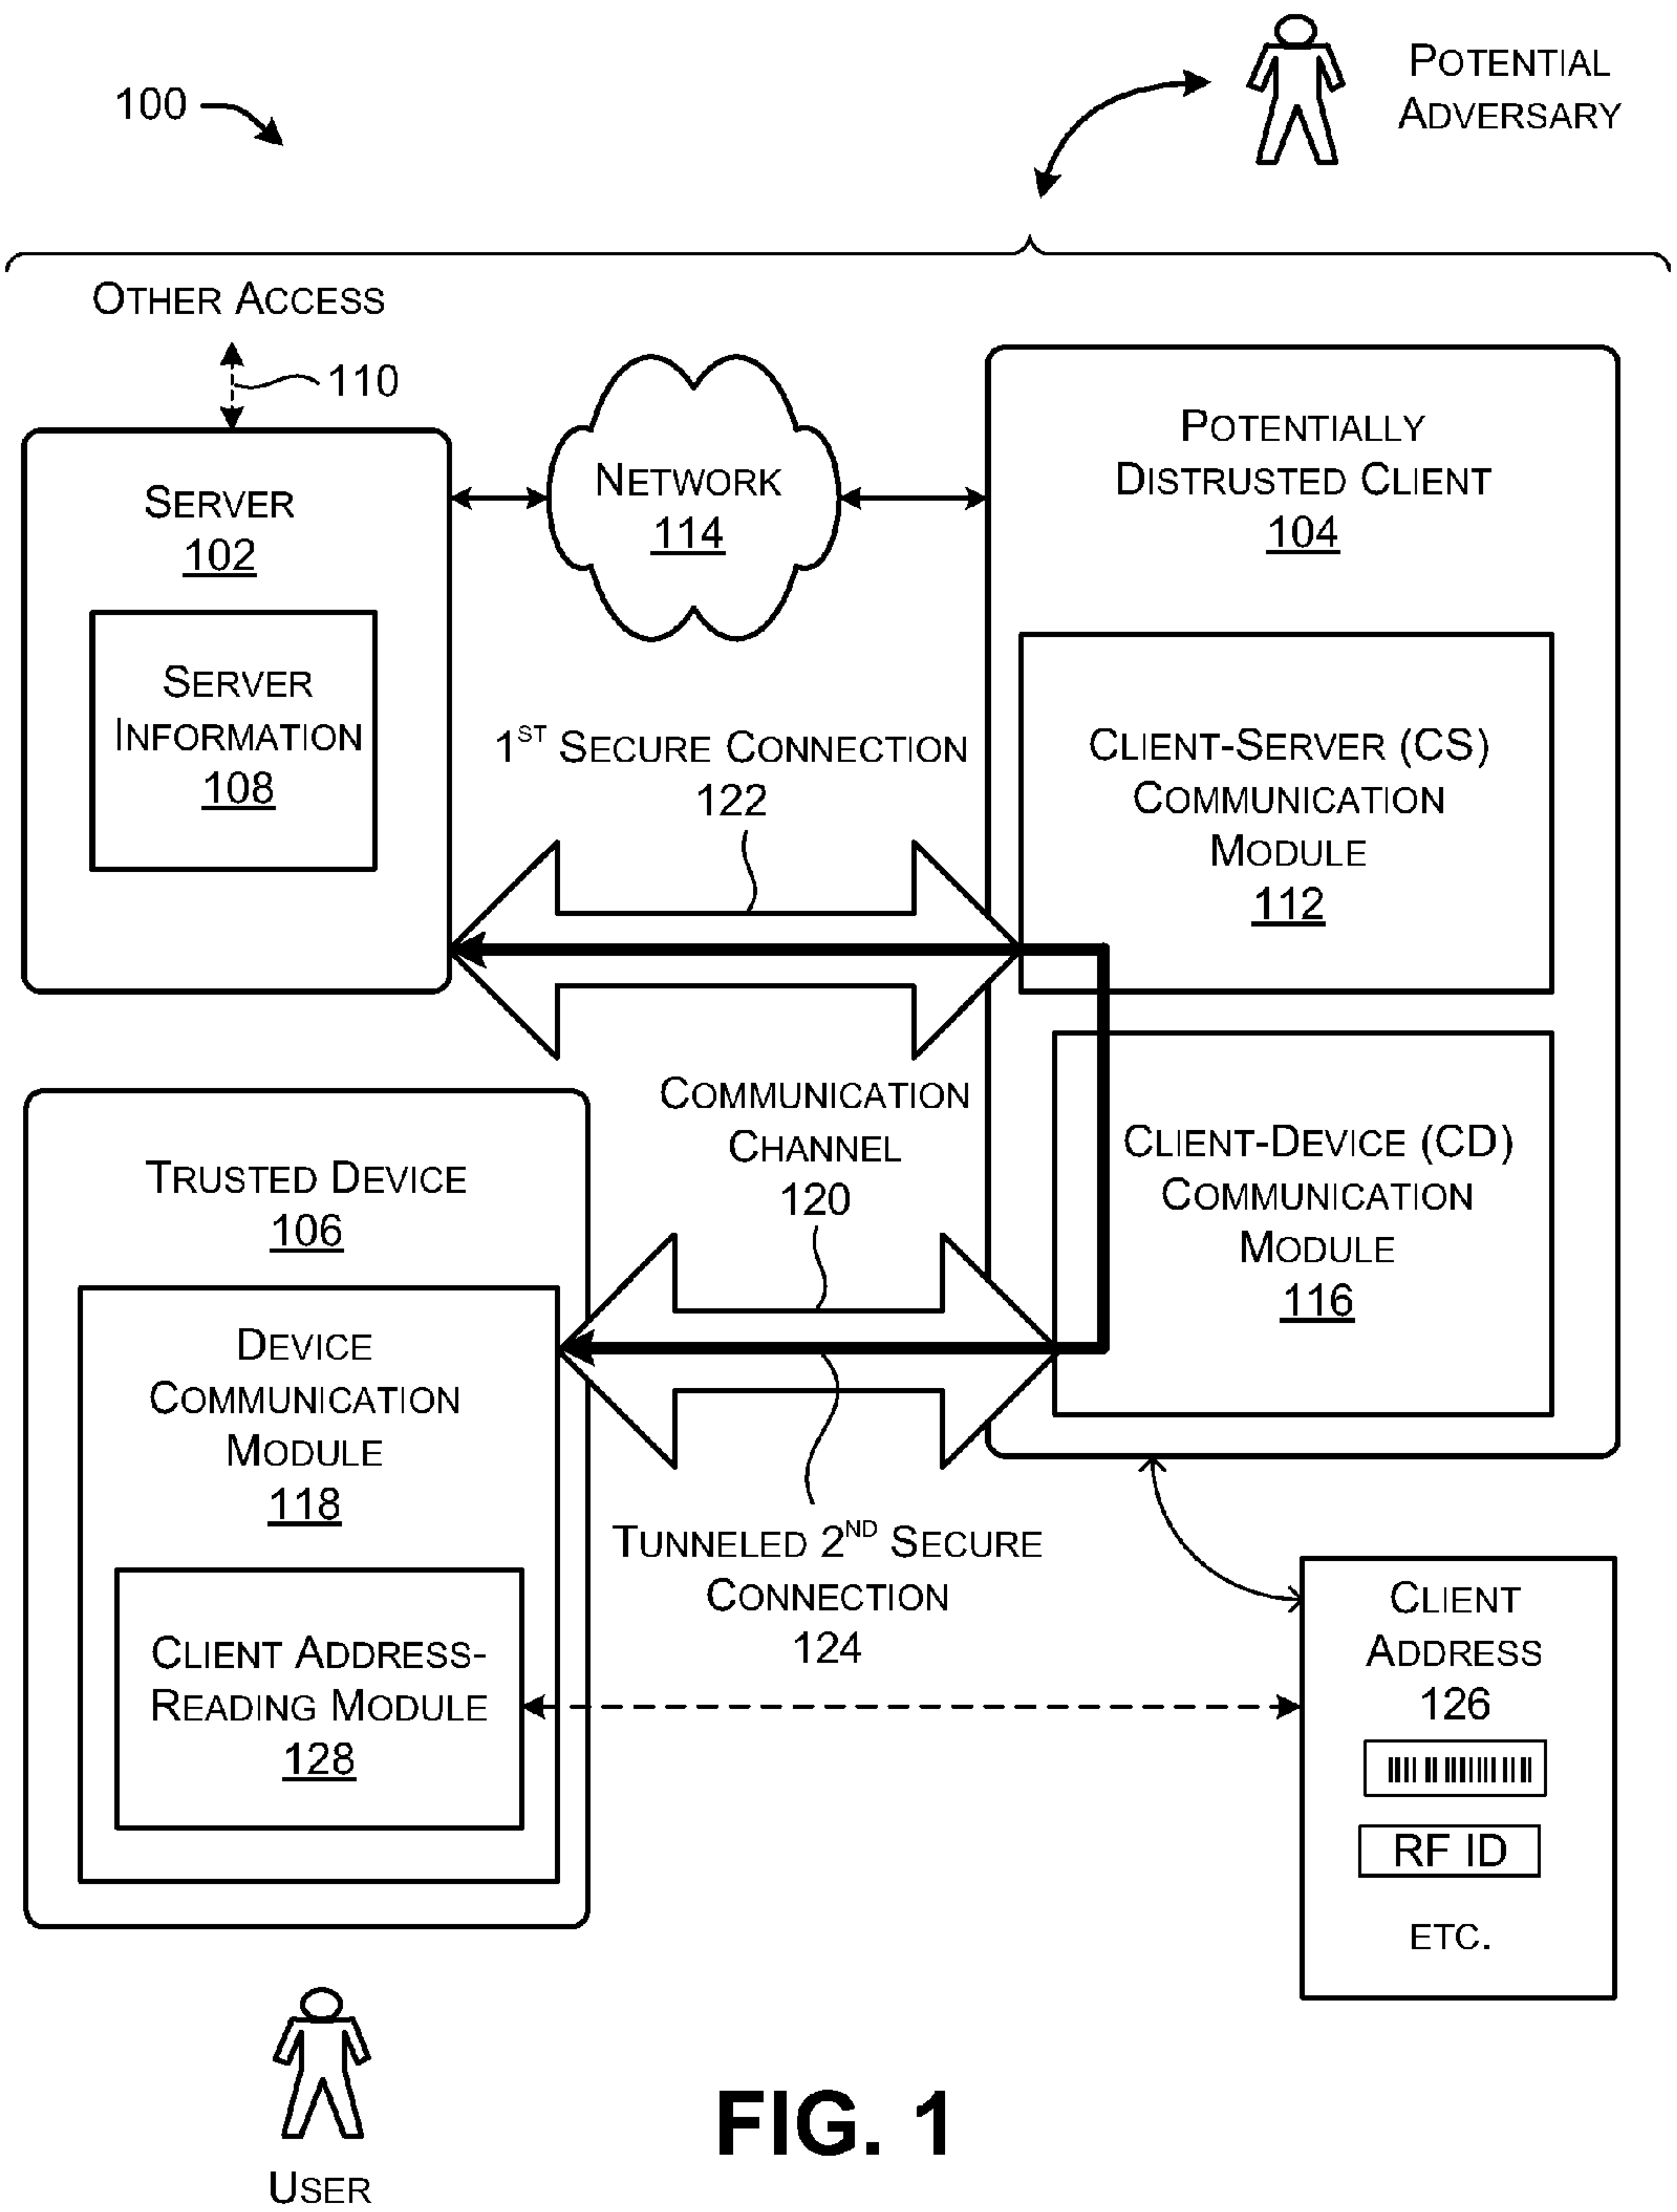 POTENTIAL
ADVERSARY
100
OTHER ACCESS
110
SERVER
102
SERVER
INFORMATION
108
NETWORK
114
POTENTIALLY
DISTRUSTED CLIENT
104
1ST SECURE CONNECTION
122
CLIENT-SERVER (CS)
COMMUNICATION
MODULE
112
COMMUNICATION
CHANNEL
120
CLIENT-DEVICE (CD)
COMMUNICATION
MODULE
116
TRUSTED DEVICE
106
DEVICE
COMMUNICATION
MODULE
118
CLIENT ADDRESS-
READING MODULE
128
TUNNELED 2ND SECURE
CONNECTION
124
CLIENT
ADDRESS
126
RF ID
ETC.
USER
FIG. 1